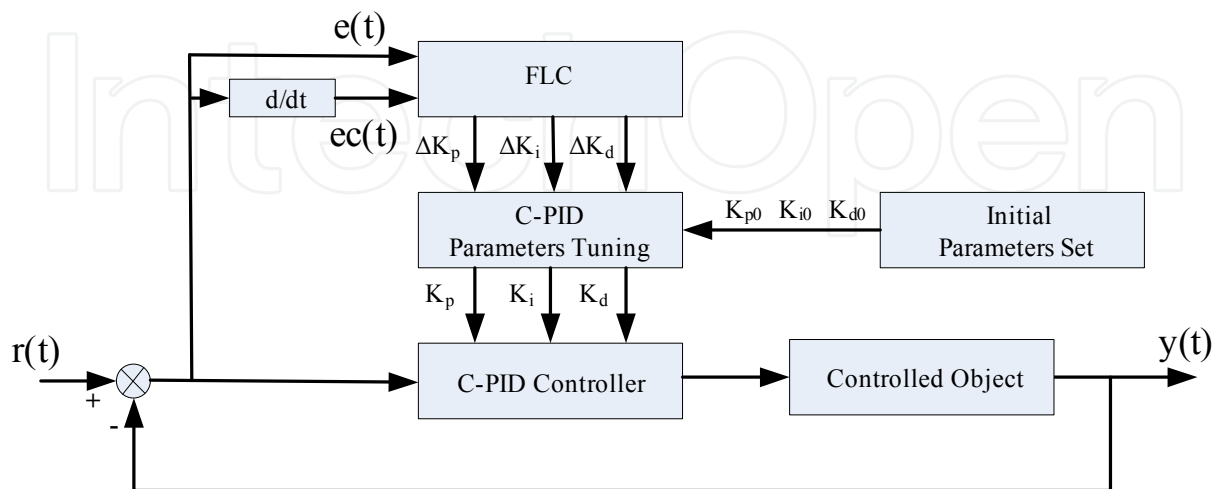 IntechOpen
e(t)
FLC
d/dt
ec(t)
ΔKp ΔKi ΔKd
C-PID
Parameters Tuning
Kp0 Ki0 Kd0
Initial
Parameters Set
Kp Ki Kd
r(t)
+
-
C-PID Controller
Controlled Object
y(t)